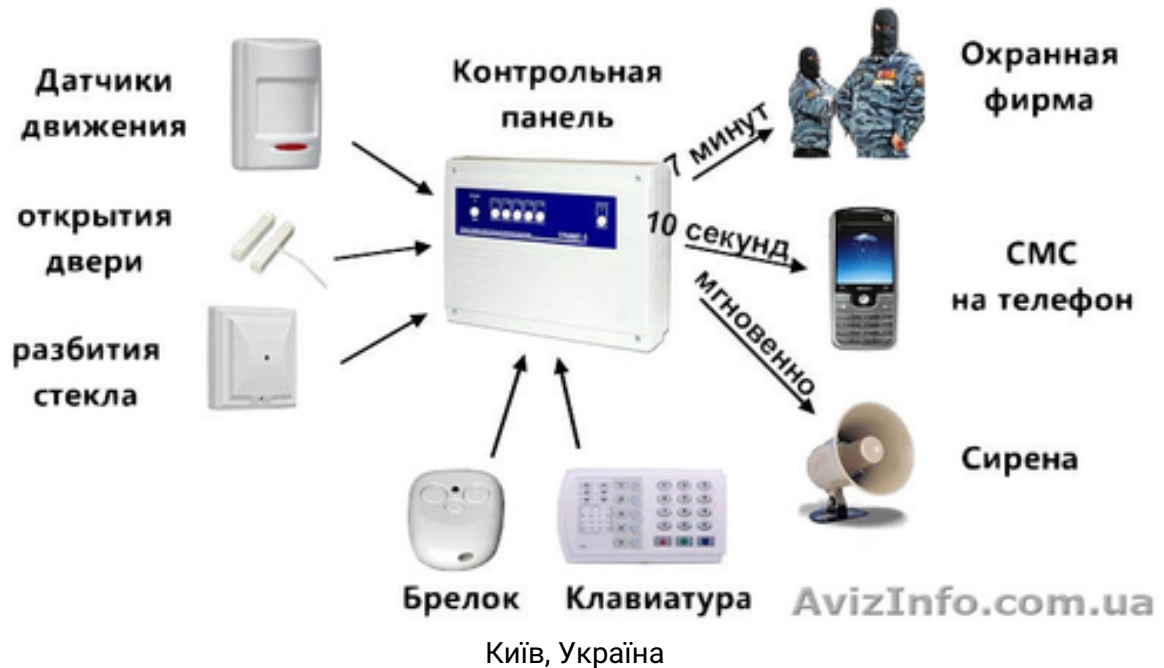 Датчики
движения
Контрольная
панель
Охранная
фирма
7 минут
открытия
двери
10 секунд
СМС
на телефон
мгновенно
разбития
стекла
Сирена
Брелок
Клавиатура
AvizInfo.com.ua
Київ, Україна